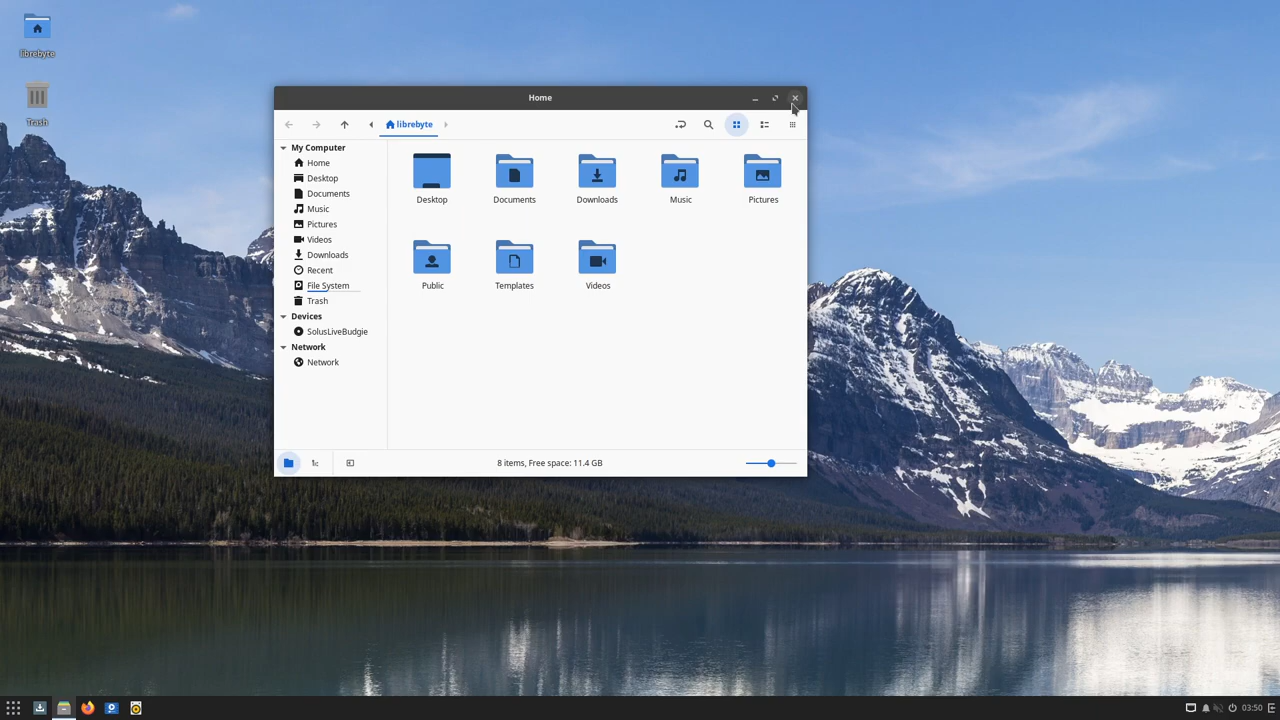 librebyte
Trash
Home
librebyte
My Computer
Home
Desktop
Documents
Music
Pictures
Videos
Downloads
Recent
File System
Trash
Devices
SolusLiveBudgie
Network
Network
Desktop
Documents
Downloads
Music
Pictures
Public
Templates
Videos
8 items, Free space: 11.4 GB
03:50